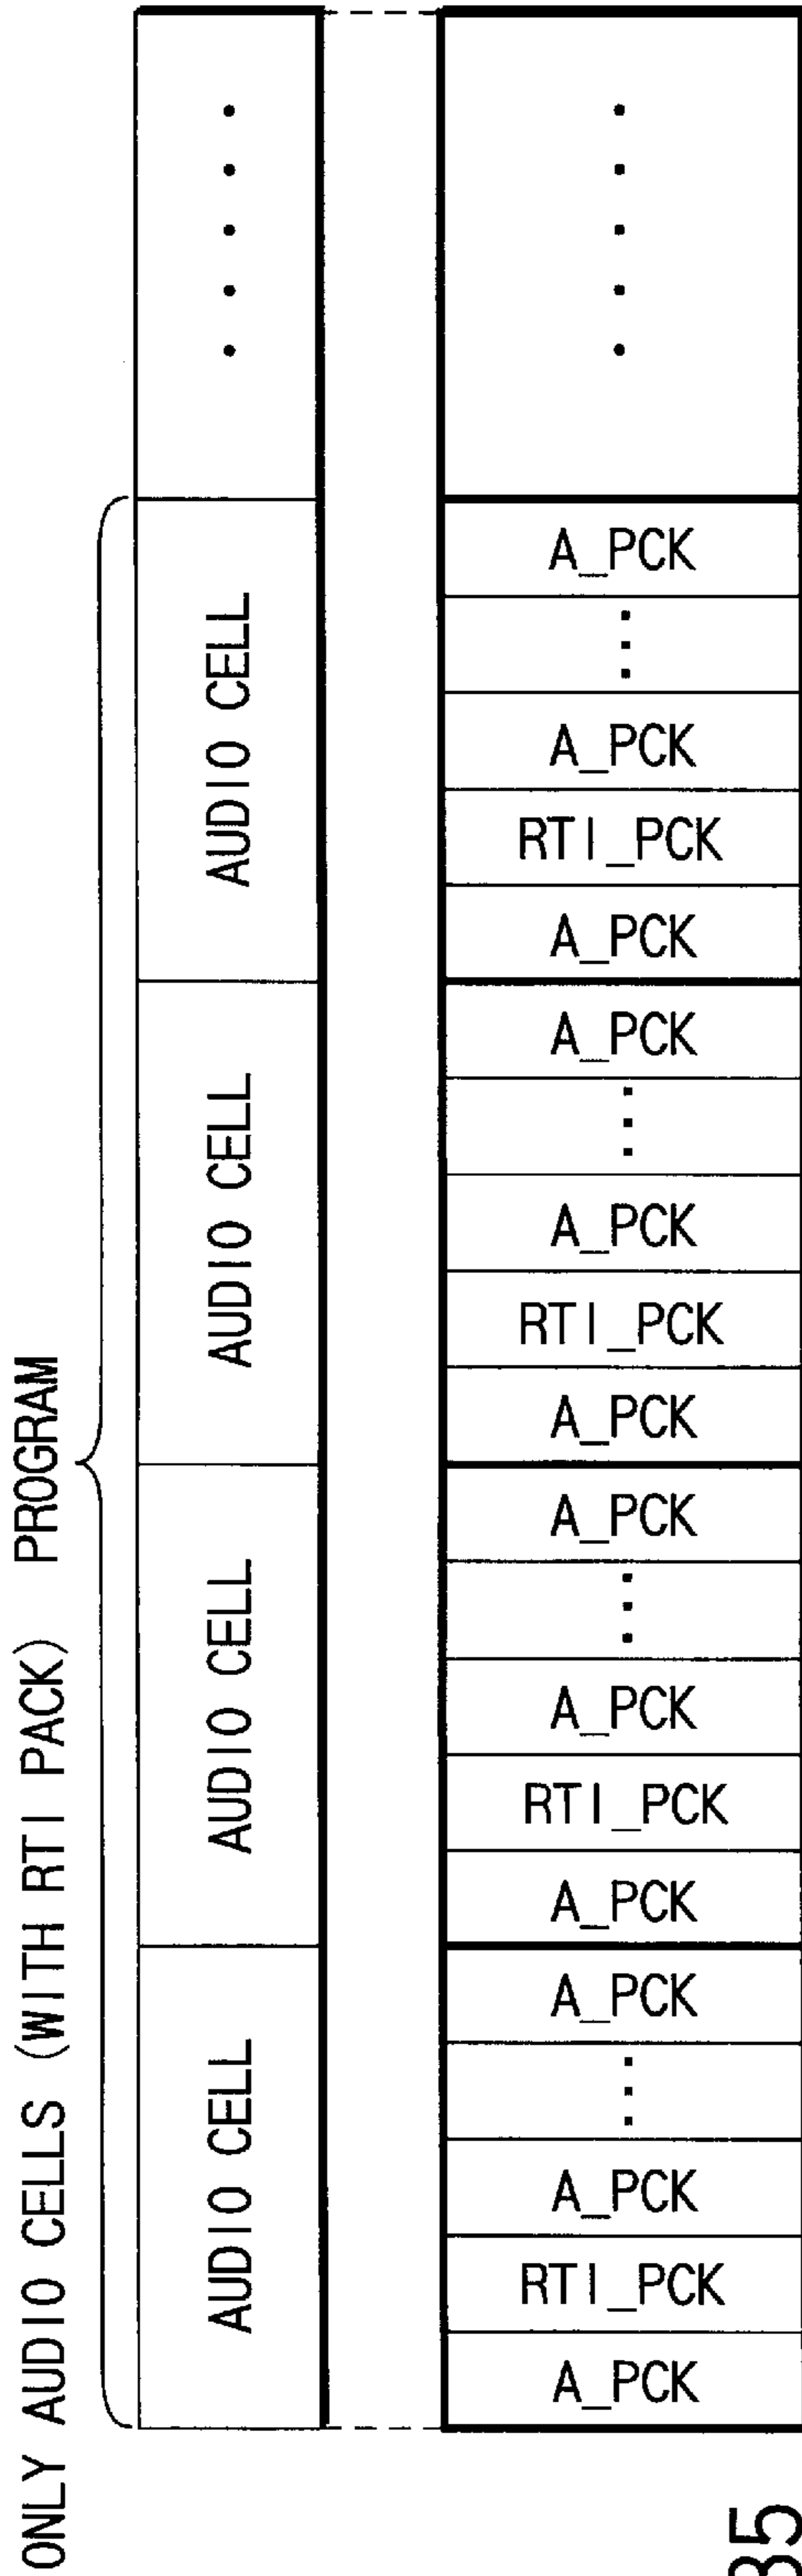 ONLY AUDIO CELLS (WITH RTI PACK) PROGRAM
AUDIO CELL
AUDIO CELL
AUDIO CELL
AUDIO CELL
.....
A_PCK
RTI_PCK
A_PCK
...
A_PCK
A_PCK
RTI_PCK
A_PCK
...
A_PCK
A_PCK
RTI_PCK
A_PCK
...
A_PCK
A_PCK
RTI_PCK
A_PCK
...
A_PCK
.....